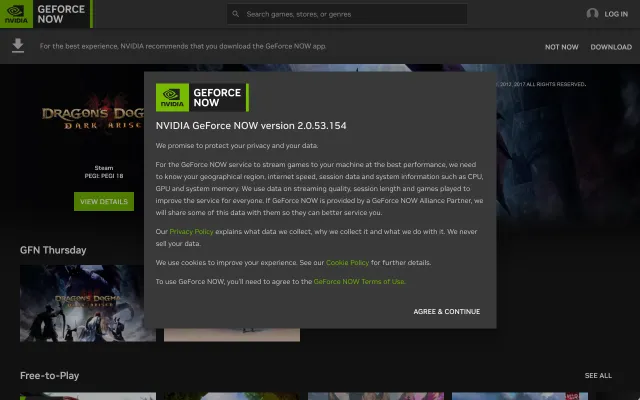 NVIDIA
GEFORCE
NOW
Search games, stores, or genres
LOG IN
For the best experience, NVIDIA recommends that you download the GeForce NOW app.
NOT NOW
DOWNLOAD
2012, 2017 ALL RIGHTS RESERVED.
DRAGON'S DOGMA
DARK ARISE
Steam
PEGI: PEGI 18
VIEW DETAILS
NVIDIA
GEFORCE
NOW
NVIDIA GeForce NOW version 2.0.53.154
We promise to protect your privacy and your data.
For the GeForce NOW service to stream games to your machine at the best performance, we need
to know your geographical region, internet speed, session data and system information such as CPU,
GPU and system memory. We use data on streaming quality, session length and games played to
improve the service for everyone. If GeForce NOW is provided by a GeForce NOW Alliance Partner, we
will share some of this data with them so they can better service you.
Our Privacy Policy explains what data we collect, why we collect it and what we do with it. We never
sell your data.
We use cookies to improve your experience. See our Cookie Policy for further details.
To use GeForce NOW, you'll need to agree to the GeForce NOW Terms of Use.
AGREE & CONTINUE
GFN Thursday
DRAGON'S DOGMA
Free-to-Play
SEE ALL